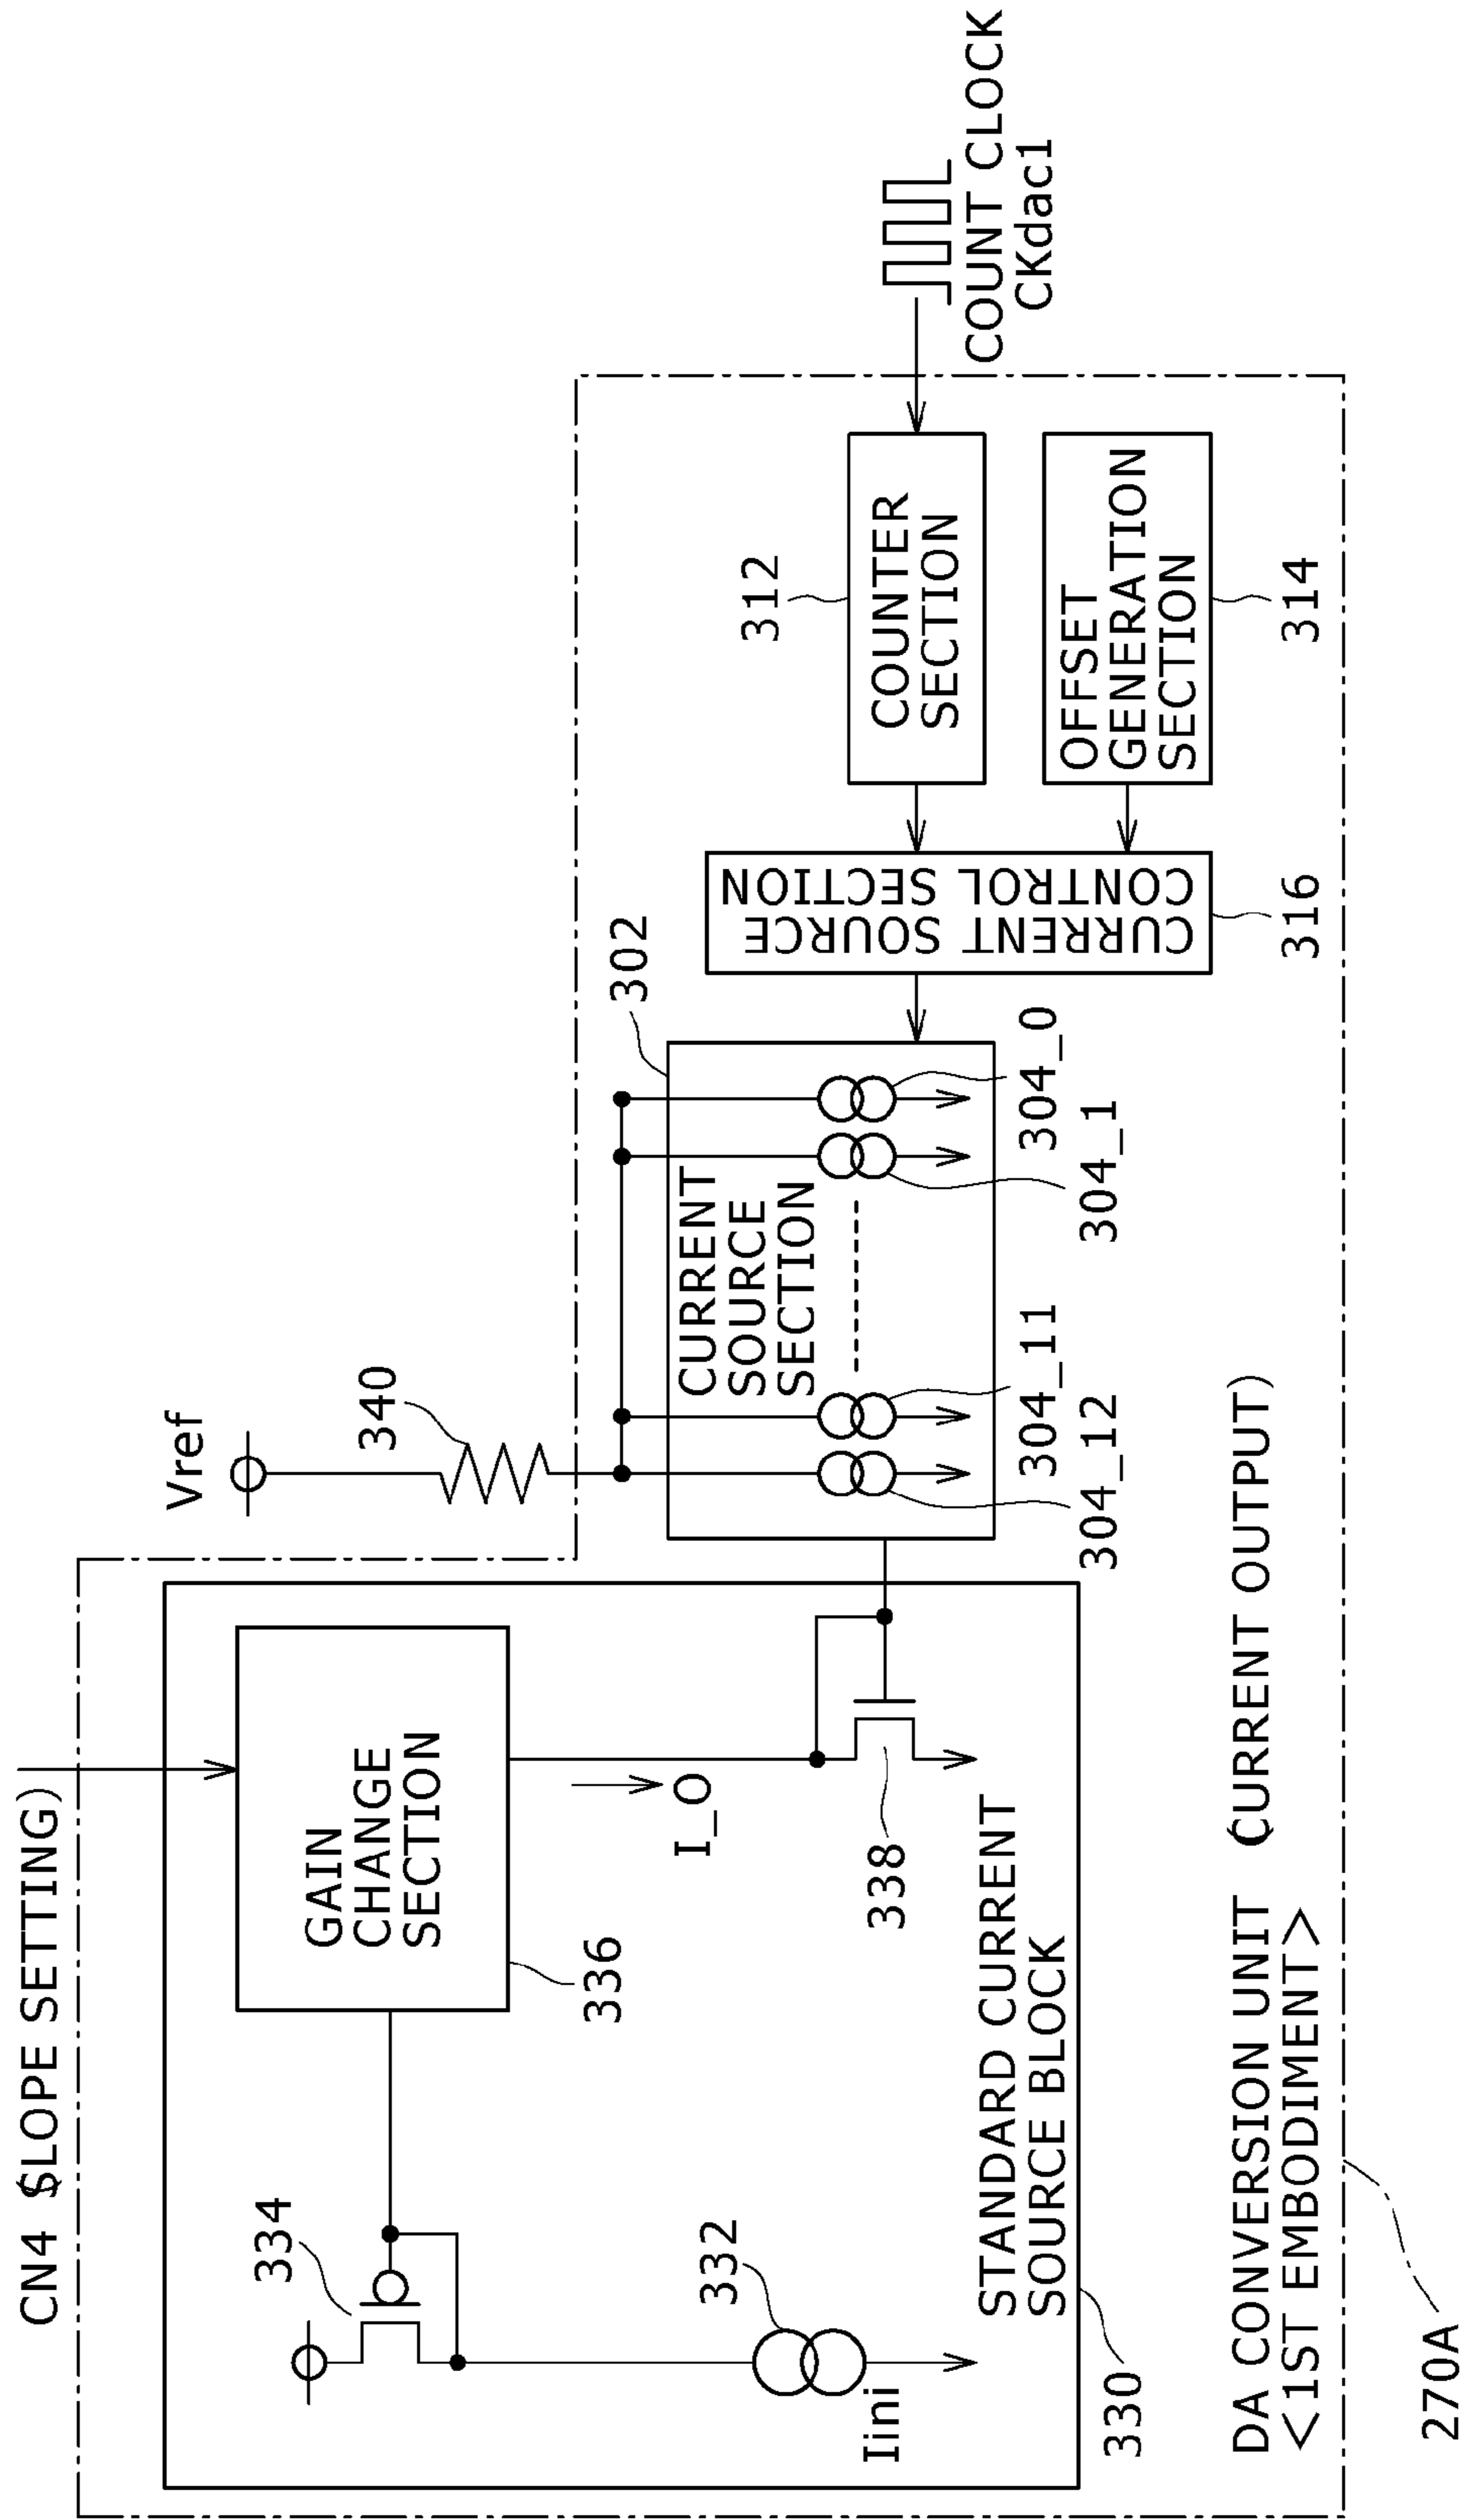 CN4 (SLOPE SETTING)
Vref
334
GAIN
CHANGE
SECTION
336
340
I_O
332
Iini
338
302
CURRENT
SOURCE
SECTION
304_12
304_11
304_1
304_0
CURRENT SOURCE
CONTROL SECTION
316
312
COUNTER
SECTION
OFFSET
GENERATION
SECTION
314
COUNT CLOCK
CKdac1
STANDARD CURRENT
SOURCE BLOCK
330
DA CONVERSION UNIT (CURRENT OUTPUT)
<1ST EMBODIMENT>
270A